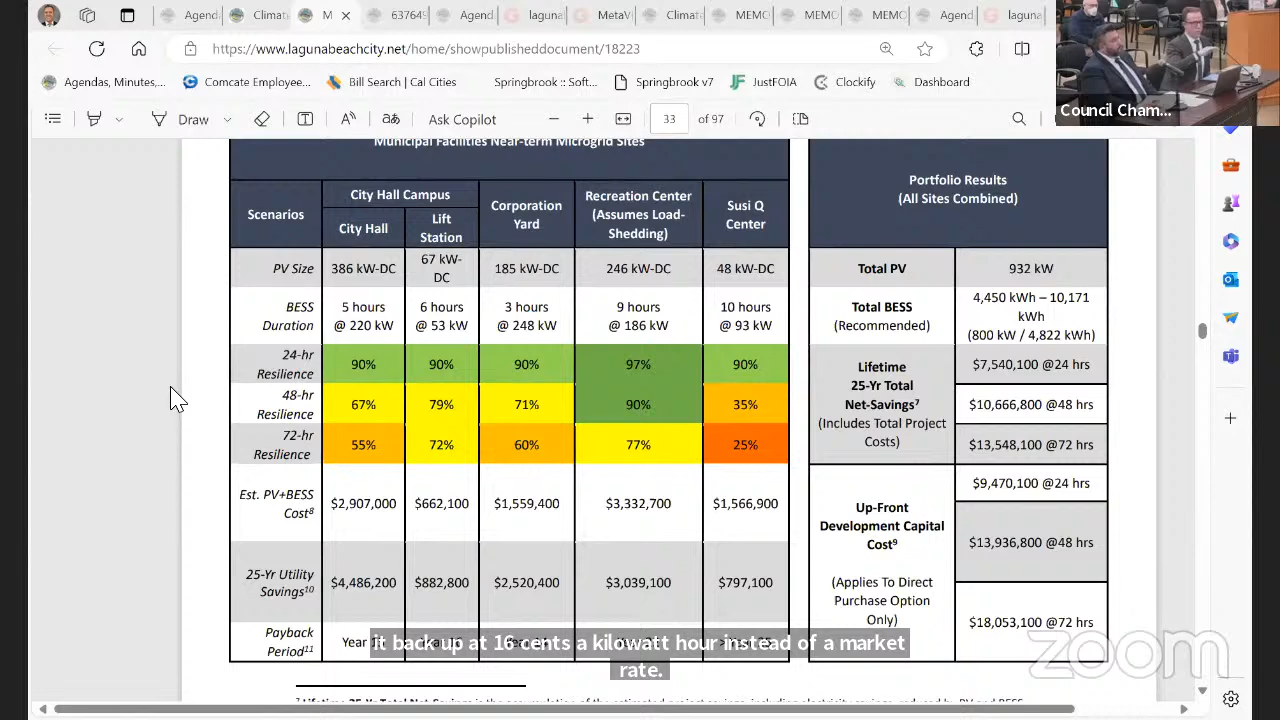 Agend
Climat
M
63764
Agend
laguna
MetaV
Climate
MEMO
MEMC
MEMC
Agend
laguna
https://www.lagunabeachcity.net/home/showpublisheddocument/18223
Agendas, Minutes,...
Comcate Employee...
Search | Cal Cities
Springbrook :: Soft...
Springbrook v7
JustFOIA
Clockify
Dashboard
Draw
Ask Copilot
33 of 97
Council Cham...
Municipal Facilities Near-term Microgrid Sites
Scenarios
City Hall Campus
City Hall
Lift
Station
Corporation
Yard
Recreation Center
(Assumes Load-
Shedding)
Susi Q
Center
PV Size
386 kW-DC
67 kW-
DC
185 kW-DC
246 kW-DC
48 kW-DC
BESS
Duration
5 hours
@ 220 kW
6 hours
@ 53 kW
3 hours
@ 248 kW
9 hours
@ 186 kW
10 hours
@ 93 kW
24-hr
Resilience
90%
90%
90%
97%
90%
48-hr
Resilience
67%
79%
71%
90%
35%
72-hr
Resilience
55%
72%
60%
77%
25%
Est. PV+BESS
Cost8
$2,907,000
$662,100
$1,559,400
$3,332,700
$1,566,900
25-Yr Utility
Savings10
$4,486,200
$882,800
$2,520,400
$3,039,100
$797,100
Payback
Period11
Portfolio Results
(All Sites Combined)
Total PV
932 kW
Total BESS
(Recommended)
4,450 kWh – 10,171
kWh
(800 kW / 4,822 kWh)
Lifetime
25-Yr Total
Net-Savings7
(Includes Total Project
Costs)
$7,540,100 @24 hrs
$10,666,800 @48 hrs
$13,548,100 @72 hrs
Up-Front
Development Capital
Cost9
(Applies To Direct
Purchase Option
Only)
$9,470,100 @24 hrs
$13,936,800 @48 hrs
$18,053,100 @72 hrs
it back up at 16 cents a kilowatt hour instead of a market
rate.
zoom